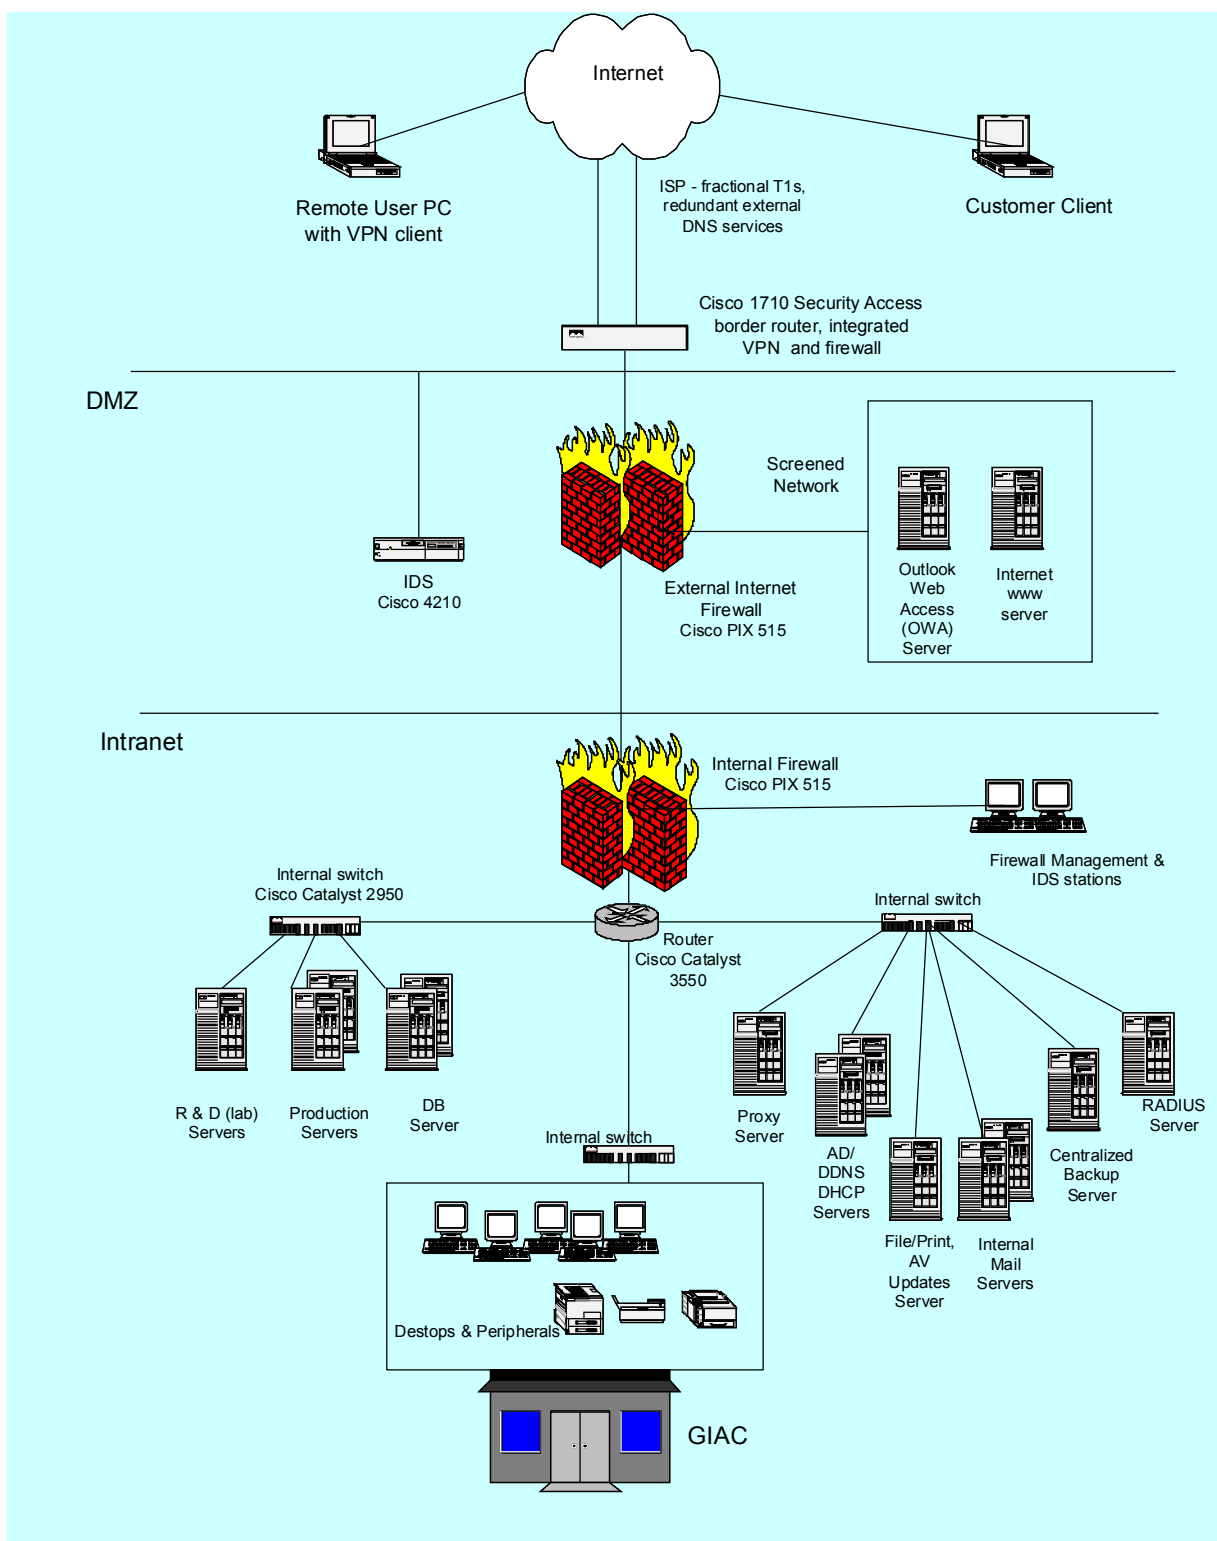 Internet
ISP - fractional T1s,
redundant external
DNS services
Remote User PC
with VPN client
Customer Client
Cisco 1710 Security Access
border router, integrated
VPN and firewall
DMZ
Screened
Network
IDS
Cisco 4210
External Internet
Firewall
Cisco PIX 515
Outlook
Web
Access
(OWA)
Server
Internet
www
server
Intranet
Internal Firewall
Cisco PIX 515
Firewall Management &
IDS stations
Internal switch
Cisco Catalyst 2950
Internal switch
Router
Cisco Catalyst
3550
R & D (lab)
Servers
Production
Servers
DB
Server
Proxy
Server
AD/
DDNS
DHCP
Servers
File/Print,
AV
Updates
Server
Internal
Mail
Servers
Centralized
Backup
Server
RADIUS
Server
Internal switch
Destops & Peripherals
GIAC